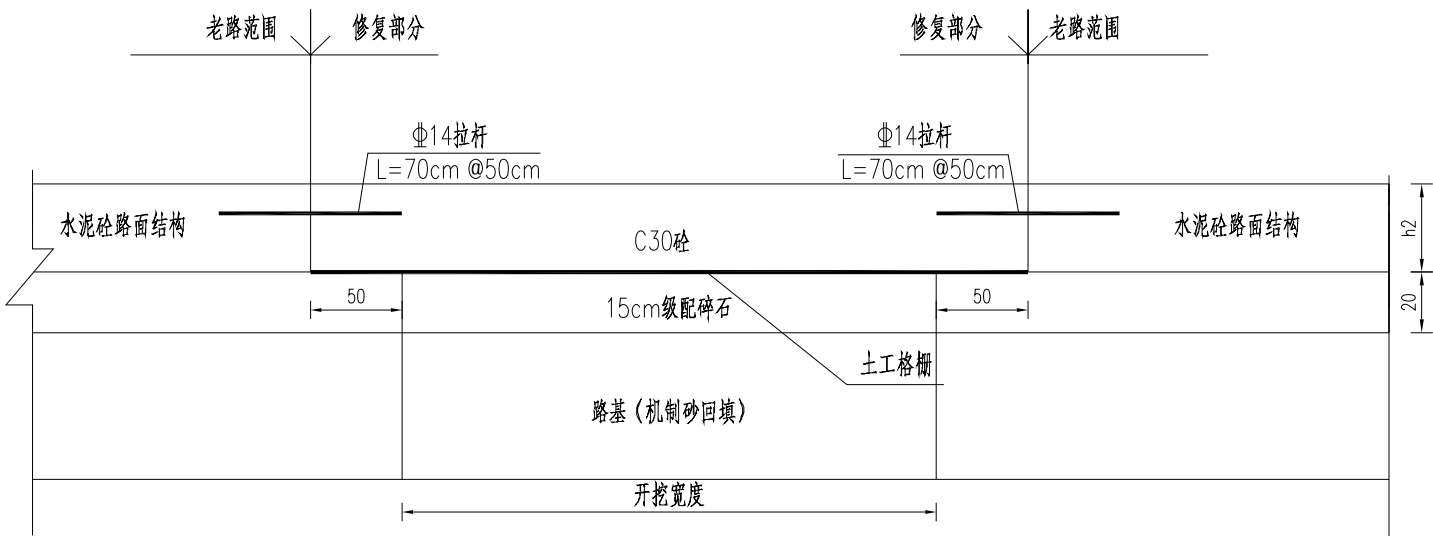 老路范围 修复部分 修复部分 老路范围
ф14拉杆 ф14拉杆
L=70cm @50cm L=70cm @50cm
水泥砼路面结构 水泥砼路面结构
h2
C30砼
50 15cm级配碎石 50 20
土工格栅
路基（机制砂回填）
开挖宽度